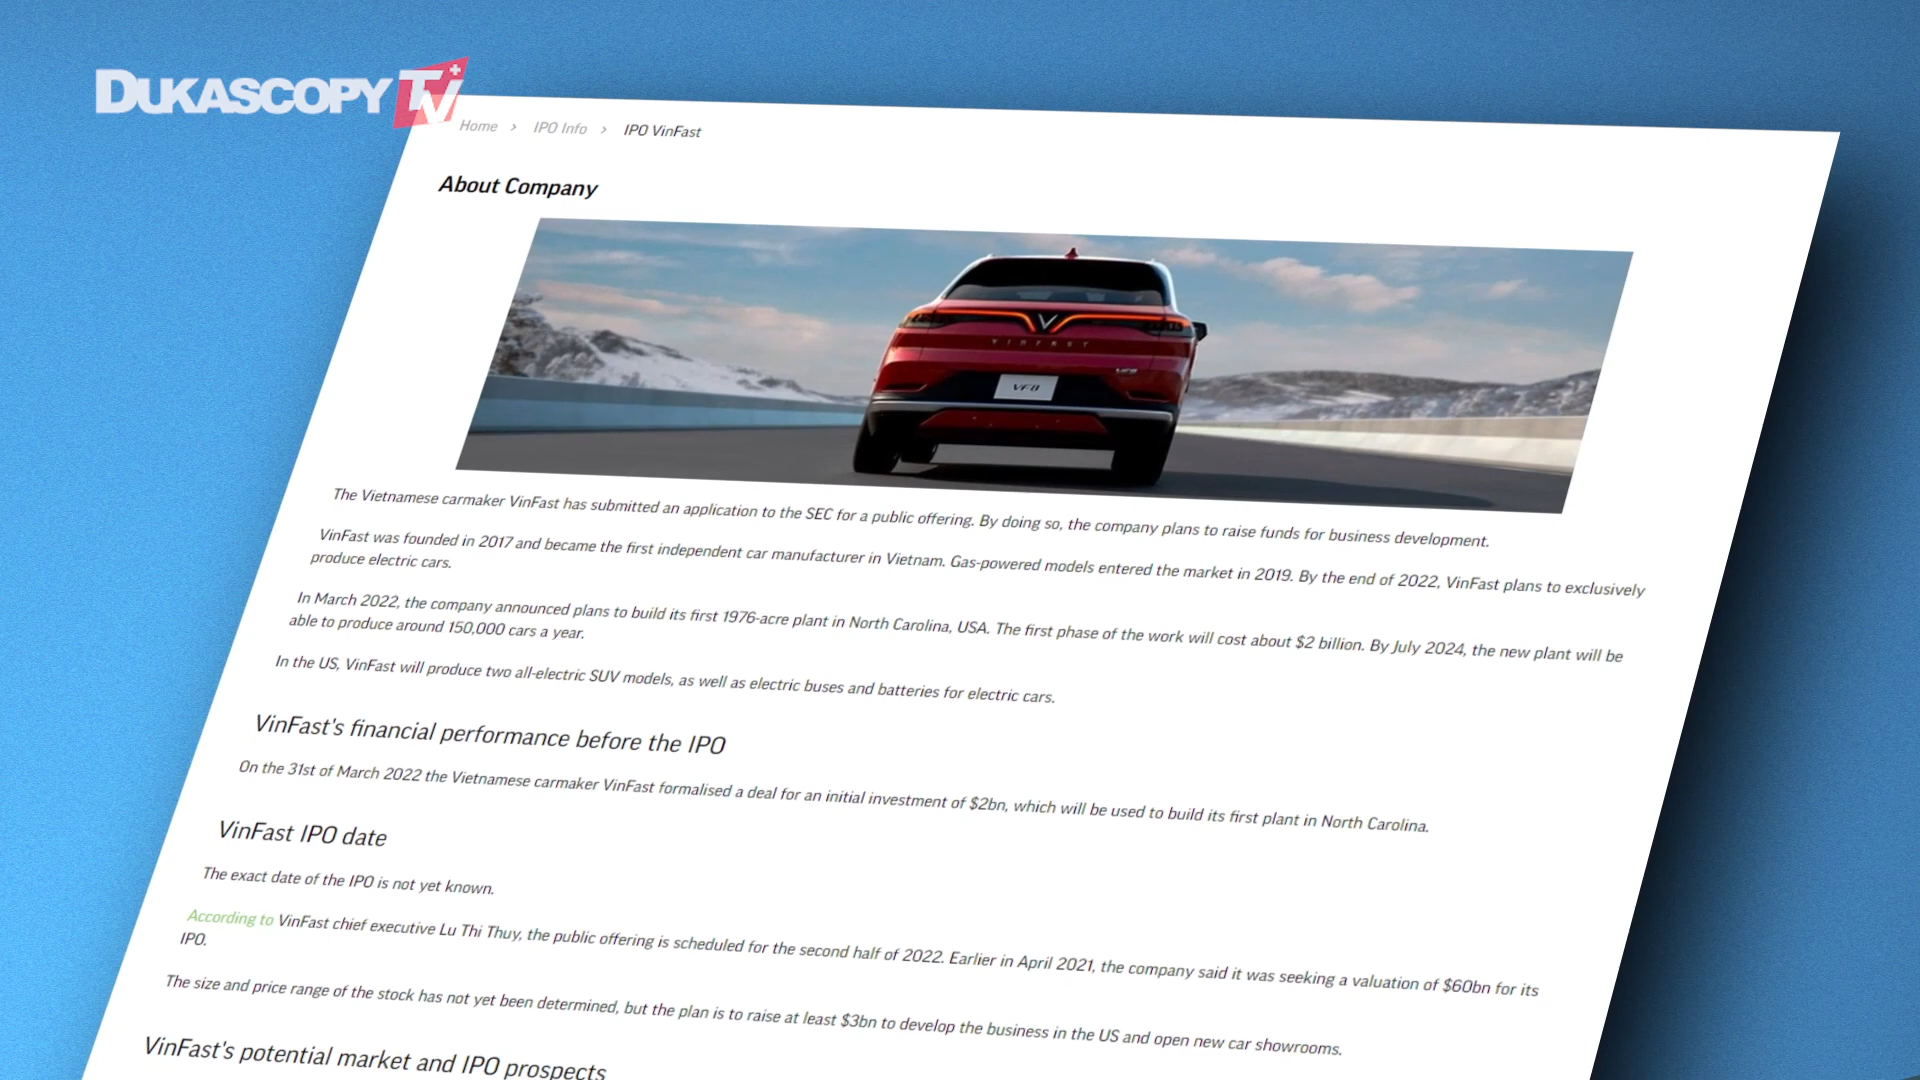 DUKASCOPY TV
Home > IPO Info > IPO VinFast
About Company
VINFAST
VF8
VF8
The Vietnamese carmaker VinFast has submitted an application to the SEC for a public offering. By doing so, the company plans to raise funds for business development.
VinFast was founded in 2017 and became the first independent car manufacturer in Vietnam. Gas-powered models entered the market in 2019. By the end of 2022, VinFast plans to exclusively
produce electric cars.
In March 2022, the company announced plans to build its first 1976-acre plant in North Carolina, USA. The first phase of the work will cost about $2 billion. By July 2024, the new plant will be
able to produce around 150,000 cars a year.
In the US, VinFast will produce two all-electric SUV models, as well as electric buses and batteries for electric cars.
VinFast's financial performance before the IPO
On the 31st of March 2022 the Vietnamese carmaker VinFast formalised a deal for an initial investment of $2bn, which will be used to build its first plant in North Carolina.
VinFast IPO date
The exact date of the IPO is not yet known.
According to VinFast chief executive Lu Thi Thuy, the public offering is scheduled for the second half of 2022. Earlier in April 2021, the company said it was seeking a valuation of $60bn for its
IPO.
The size and price range of the stock has not yet been determined, but the plan is to raise at least $3bn to develop the business in the US and open new car showrooms.
VinFast's potential market and IPO prospects